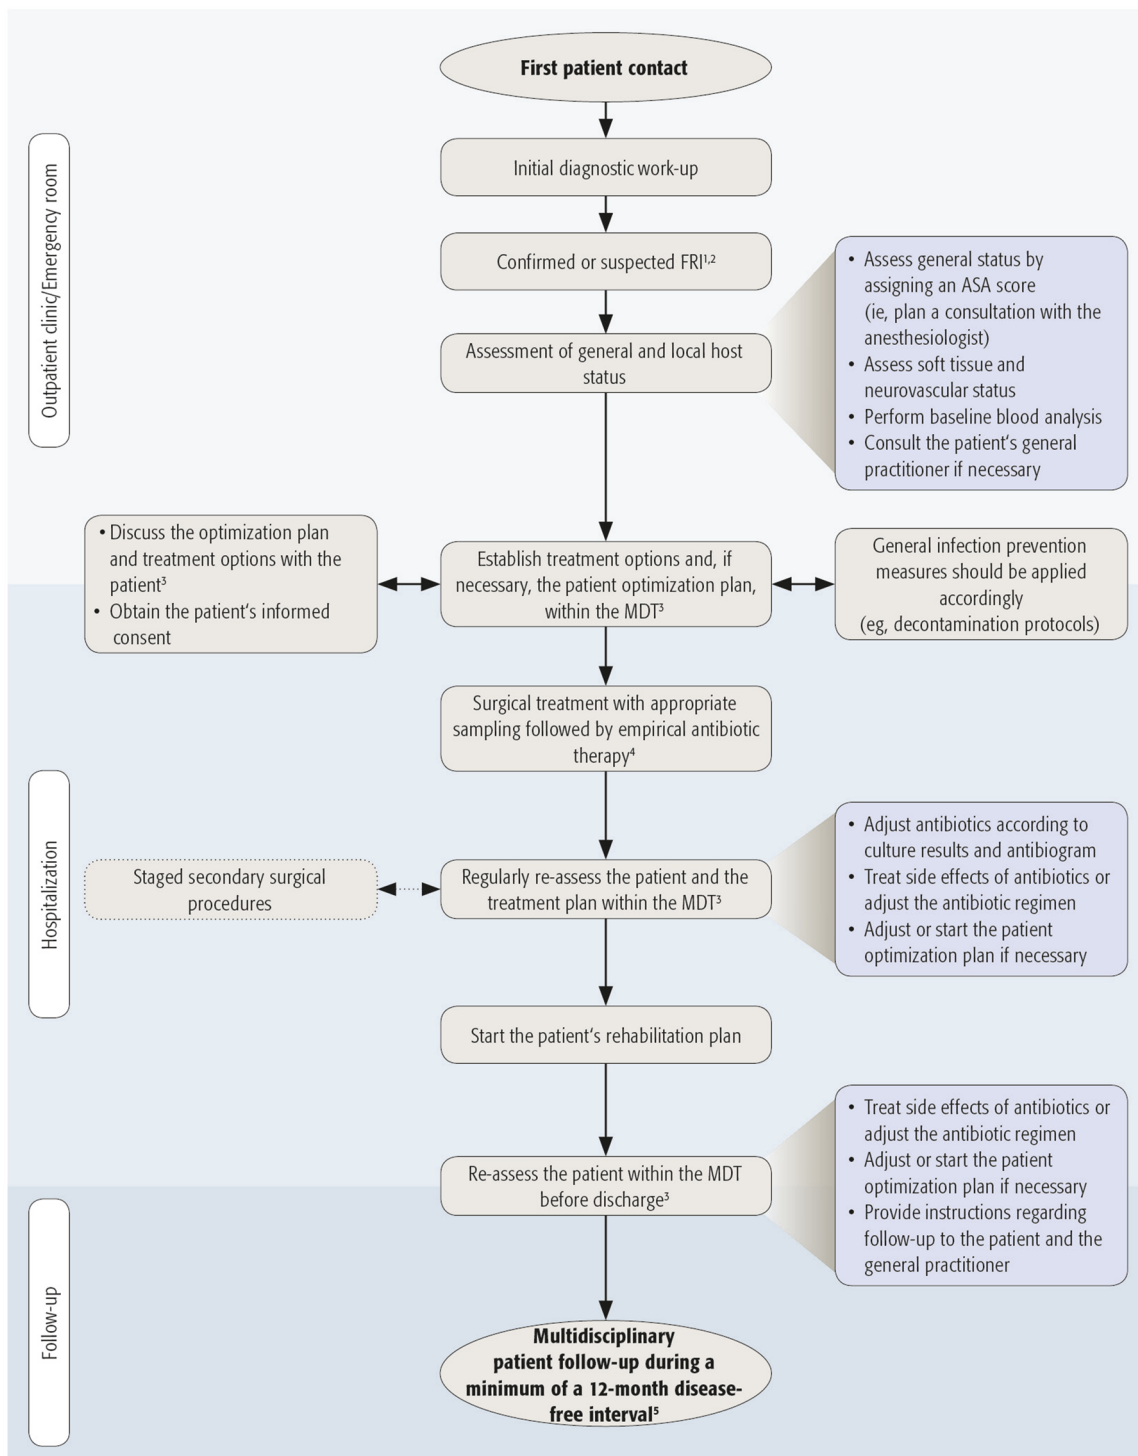 First patient contact
Outpatient clinic/Emergency room
Initial diagnostic work-up
Confirmed or suspected FRI¹,²
Assessment of general and local host
status
• Assess general status by
assigning an ASA score
(ie, plan a consultation with the
anesthesiologist)
• Assess soft tissue and
neurovascular status
• Perform baseline blood analysis
• Consult the patient‘s general
practitioner if necessary
• Discuss the optimization plan
and treatment options with the
patient³
• Obtain the patient‘s informed
consent
Establish treatment options and, if
necessary, the patient optimization plan,
within the MDT³
General infection prevention
measures should be applied
accordingly
(eg, decontamination protocols)
Hospitalization
Surgical treatment with appropriate
sampling followed by empirical antibiotic
therapy⁴
Staged secondary surgical
procedures
Regularly re-assess the patient and the
treatment plan within the MDT³
• Adjust antibiotics according to
culture results and antibiogram
• Treat side effects of antibiotics or
adjust the antibiotic regimen
• Adjust or start the patient
optimization plan if necessary
Start the patient‘s rehabilitation plan
Re-assess the patient within the MDT
before discharge³
• Treat side effects of antibiotics or
adjust the antibiotic regimen
• Adjust or start the patient
optimization plan if necessary
• Provide instructions regarding
follow-up to the patient and the
general practitioner
Follow-up
Multidisciplinary
patient follow-up during a
minimum of a 12-month disease-
free interval⁵